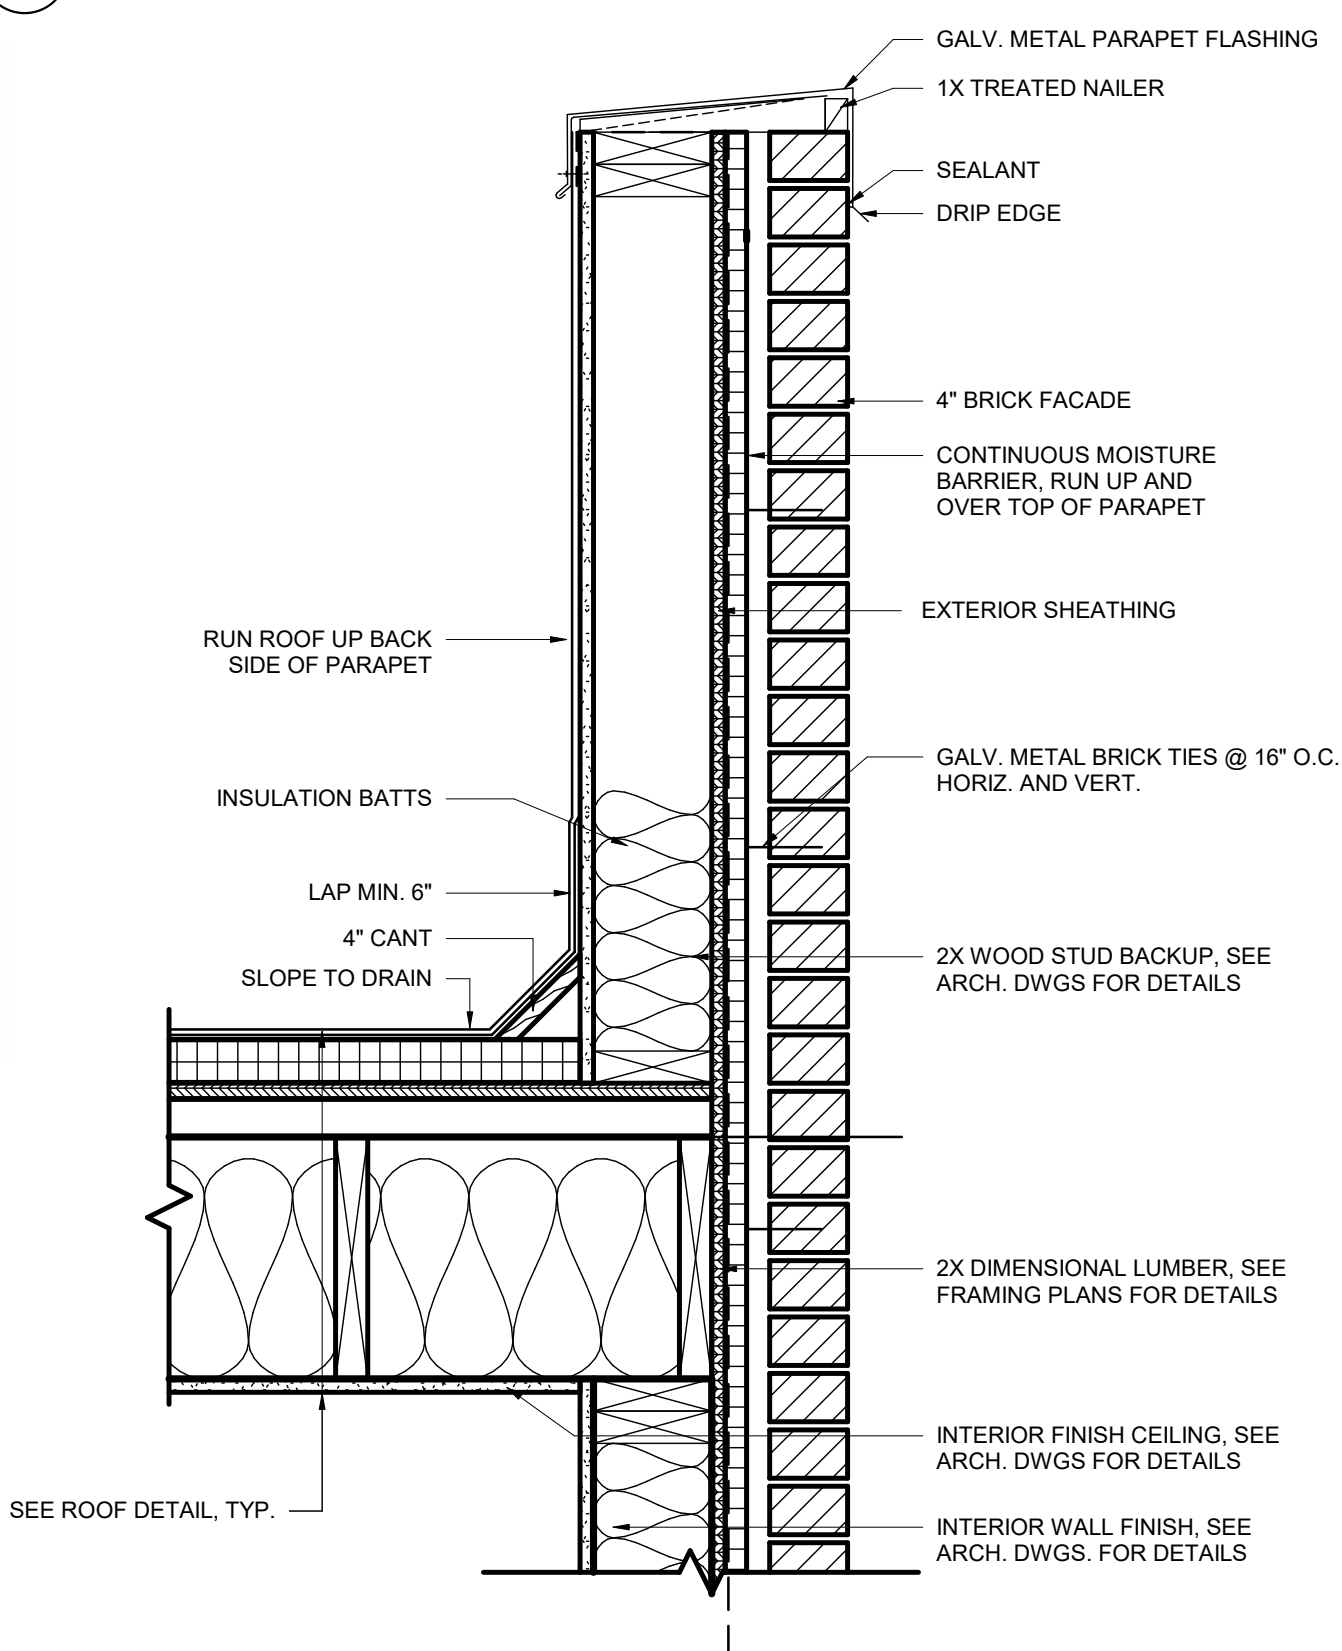 GALV. METAL PARAPET FLASHING
1X TREATED NAILER
SEALANT
DRIP EDGE
4" BRICK FACADE
CONTINUOUS MOISTURE
BARRIER, RUN UP AND
OVER TOP OF PARAPET
EXTERIOR SHEATHING
RUN ROOF UP BACK
SIDE OF PARAPET
GALV. METAL BRICK TIES @ 16" O.C.
HORIZ. AND VERT.
INSULATION BATTS
LAP MIN. 6"
4" CANT
SLOPE TO DRAIN
2X WOOD STUD BACKUP, SEE
ARCH. DWGS FOR DETAILS
2X DIMENSIONAL LUMBER, SEE
FRAMING PLANS FOR DETAILS
INTERIOR FINISH CEILING, SEE
ARCH. DWGS FOR DETAILS
SEE ROOF DETAIL, TYP.
INTERIOR WALL FINISH, SEE
ARCH. DWGS. FOR DETAILS